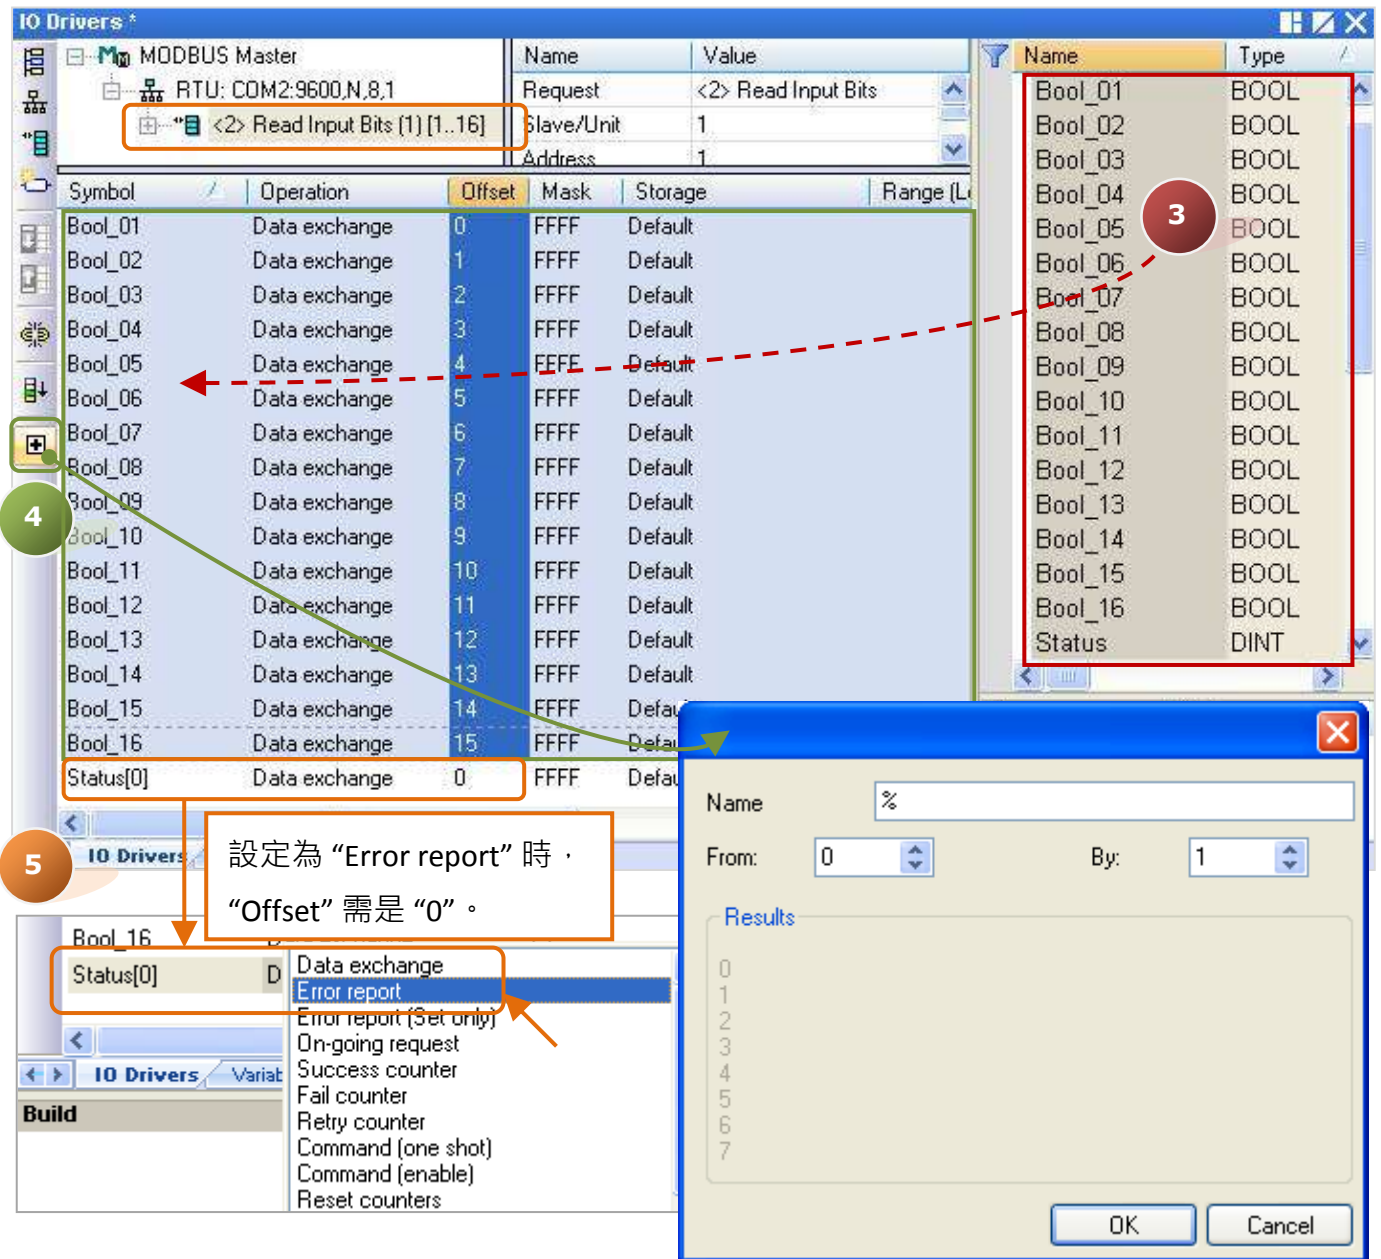 IO Drivers *
MODBUS Master
RTU: COM2:9600,N,8,1
<2> Read Input Bits (1) [1..16]
Name Value
Request <2> Read Input Bits
Slave/Unit 1
Address 1
Name Type
Bool_01 BOOL
Bool_02 BOOL
Bool_03 BOOL
Bool_04 BOOL
Bool_05 BOOL
Bool_06 BOOL
Bool_07 BOOL
Bool_08 BOOL
Bool_09 BOOL
Bool_10 BOOL
Bool_11 BOOL
Bool_12 BOOL
Bool_13 BOOL
Bool_14 BOOL
Bool_15 BOOL
Bool_16 BOOL
Status DINT
3
Symbol Operation Offset Mask Storage Range (Lo
Bool_01 Data exchange 0 FFFF Default
Bool_02 Data exchange 1 FFFF Default
Bool_03 Data exchange 2 FFFF Default
Bool_04 Data exchange 3 FFFF Default
Bool_05 Data exchange 4 FFFF Default
Bool_06 Data exchange 5 FFFF Default
Bool_07 Data exchange 6 FFFF Default
Bool_08 Data exchange 7 FFFF Default
Bool_09 Data exchange 8 FFFF Default
Bool_10 Data exchange 9 FFFF Default
Bool_11 Data exchange 10 FFFF Default
Bool_12 Data exchange 11 FFFF Default
Bool_13 Data exchange 12 FFFF Default
Bool_14 Data exchange 13 FFFF Default
Bool_15 Data exchange 14 FFFF Defau
Bool_16 Data exchange 15 FFFF Defau
Status[0] Data exchange 0 FFFF Defau
4
IO Drivers
5
設定為 “Error report” 時，
“Offset” 需是 “0”。
Bool_16 D
Status[0] D
Data exchange
Error report
Error report (Set only)
On-going request
Success counter
Fail counter
Retry counter
Command (one shot)
Command (enable)
Reset counters
IO Drivers Variab
Build
Name %
From: 0 By: 1
Results
0
1
2
3
4
5
6
7
OK Cancel